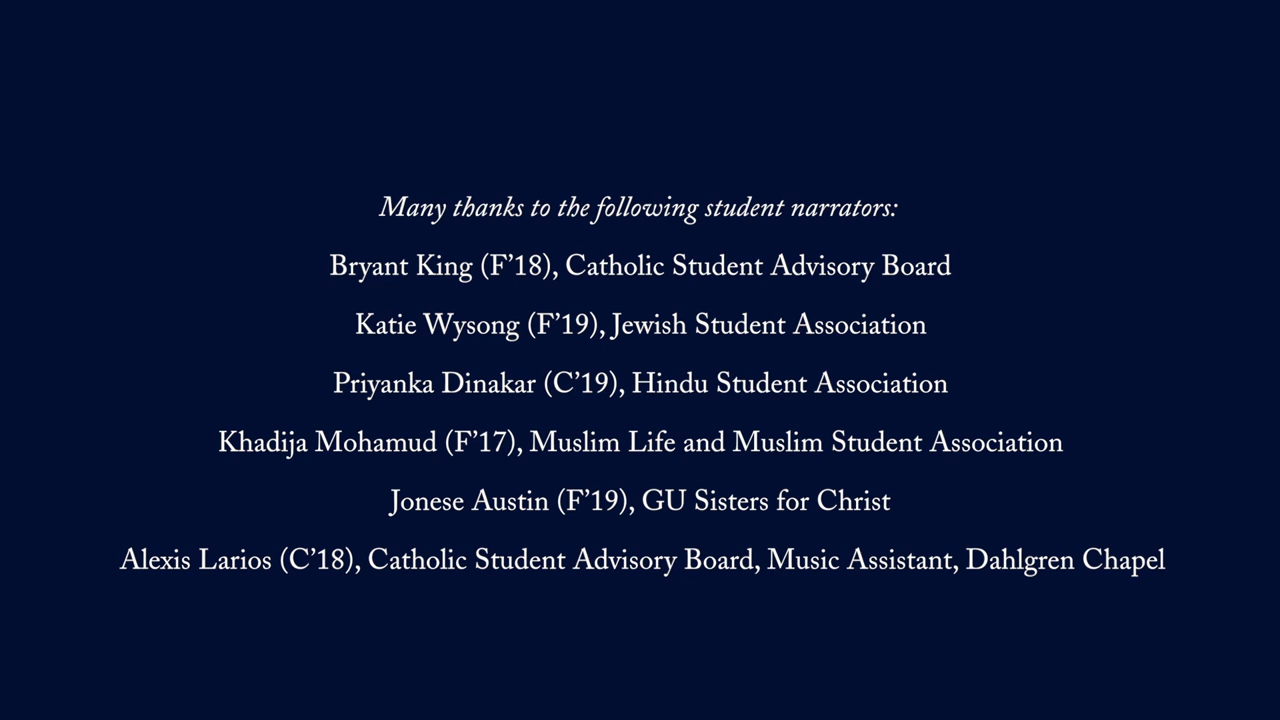 Many thanks to the following student narrators:
Bryant King (F’18), Catholic Student Advisory Board
Katie Wysong (F’19), Jewish Student Association
Priyanka Dinakar (C’19), Hindu Student Association
Khadija Mohamud (F’17), Muslim Life and Muslim Student Association
Jonese Austin (F’19), GU Sisters for Christ
Alexis Larios (C’18), Catholic Student Advisory Board, Music Assistant, Dahlgren Chapel